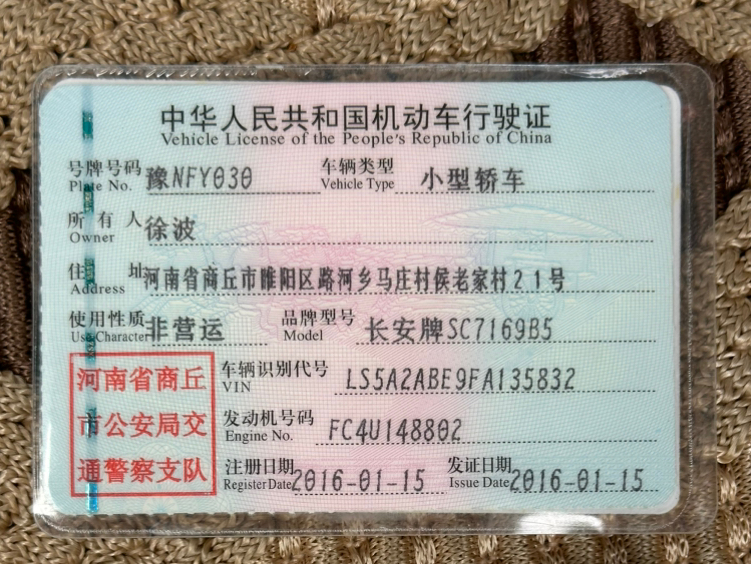 中华人民共和国机动车行驶证
Vehicle License of the People's Republic of China
号牌号码 豫NFY030 车辆类型 小型轿车
Plate No. Vehicle Type
所有人 徐波
Owner
住址 河南省商丘市睢阳区路河乡马庄村侯老家村21号
Address
使用性质 非营运 品牌型号 长安牌SC7169B5
Use Character Model
河南省商丘
市公安局交
通警察支队
车辆识别代号 LS5A2ABE9FA135832
VIN
发动机号码 FC4U148802
Engine No.
注册日期 2016-01-15 发证日期 2016-01-15
Register Date Issue Date